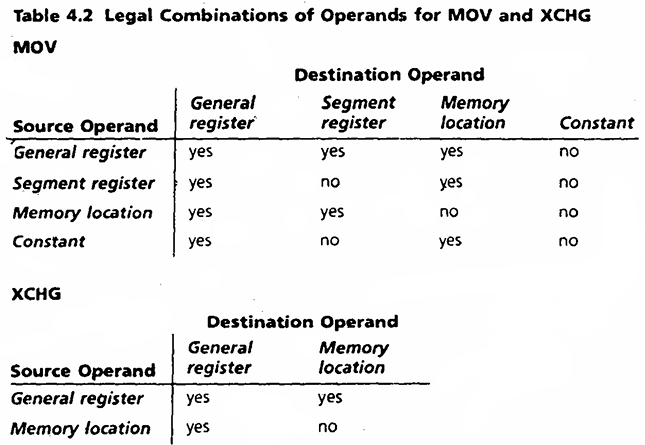 Table 4.2 Legal Combinations of Operands for MOV and XCHG
MOV
Destination Operand
General Segment Memory
Source Operand register register location Constant
General register yes yes yes no
Segment register yes no yes no
Memory location yes yes no no
Constant yes no yes no
XCHG
Destination Operand
General Memory
Source Operand register location
General register yes yes
Memory location yes no